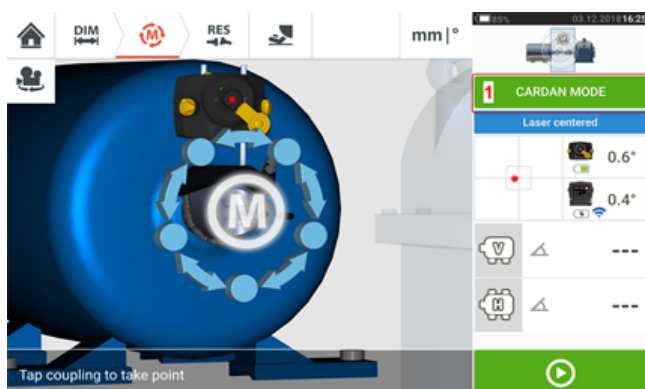 DIM
M
RES
mm|°
85%
03.12.2018 16:25
1 CARDAN MODE
Laser centered
0.6°
0.4°
M
V
---
H
---
Tap coupling to take point